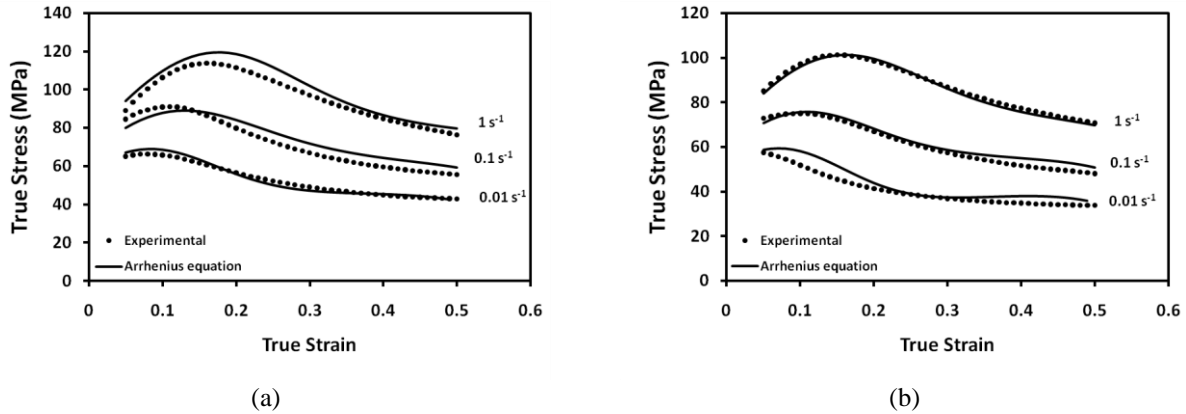 140
120
100
80
60
40
20
0
True Stress (MPa)
1 s-1
0.1 s-1
0.01 s-1
Experimental
Arrhenius equation
0 0.1 0.2 0.3 0.4 0.5 0.6
True Strain
(a)
120
100
80
60
40
20
0
True Stress (MPa)
1 s-1
0.1 s-1
0.01 s-1
Experimental
Arrhenius equation
0 0.1 0.2 0.3 0.4 0.5 0.6
True Strain
(b)